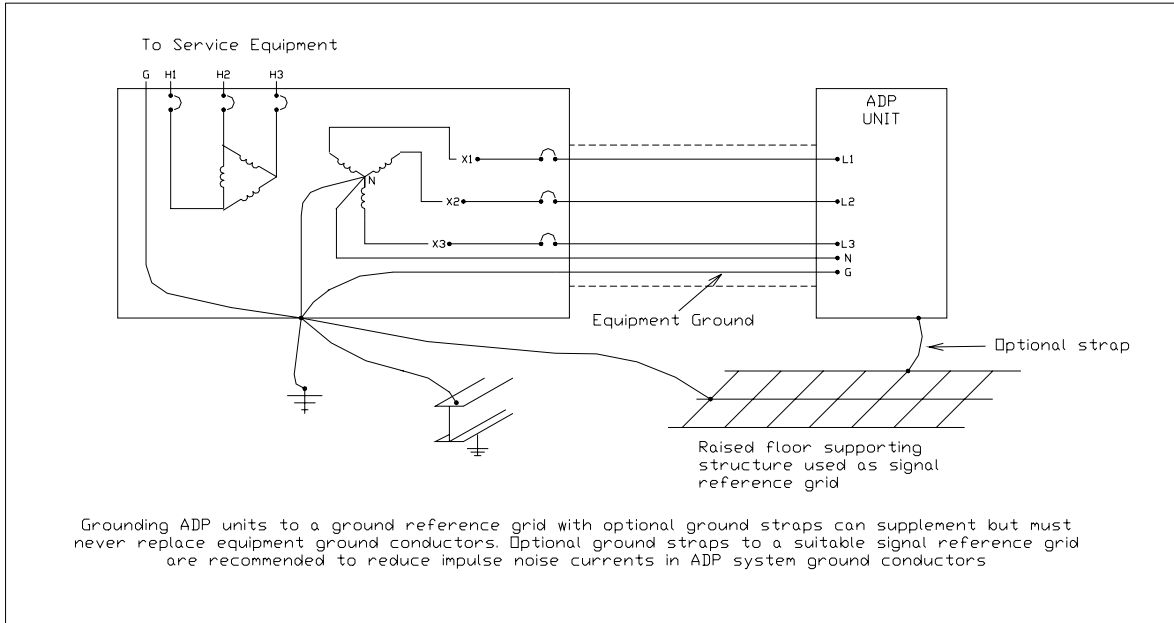 To Service Equipment
G H1 H2 H3
ADP
UNIT
X1 L1
N
X2 L2
X3 L3
N
G
Equipment Ground
Optional strap
Raised floor supporting
structure used as signal
reference grid
Grounding ADP units to a ground reference grid with optional ground straps can supplement but must
never replace equipment ground conductors. Optional ground straps to a suitable signal reference grid
are recommended to reduce impulse noise currents in ADP system ground conductors